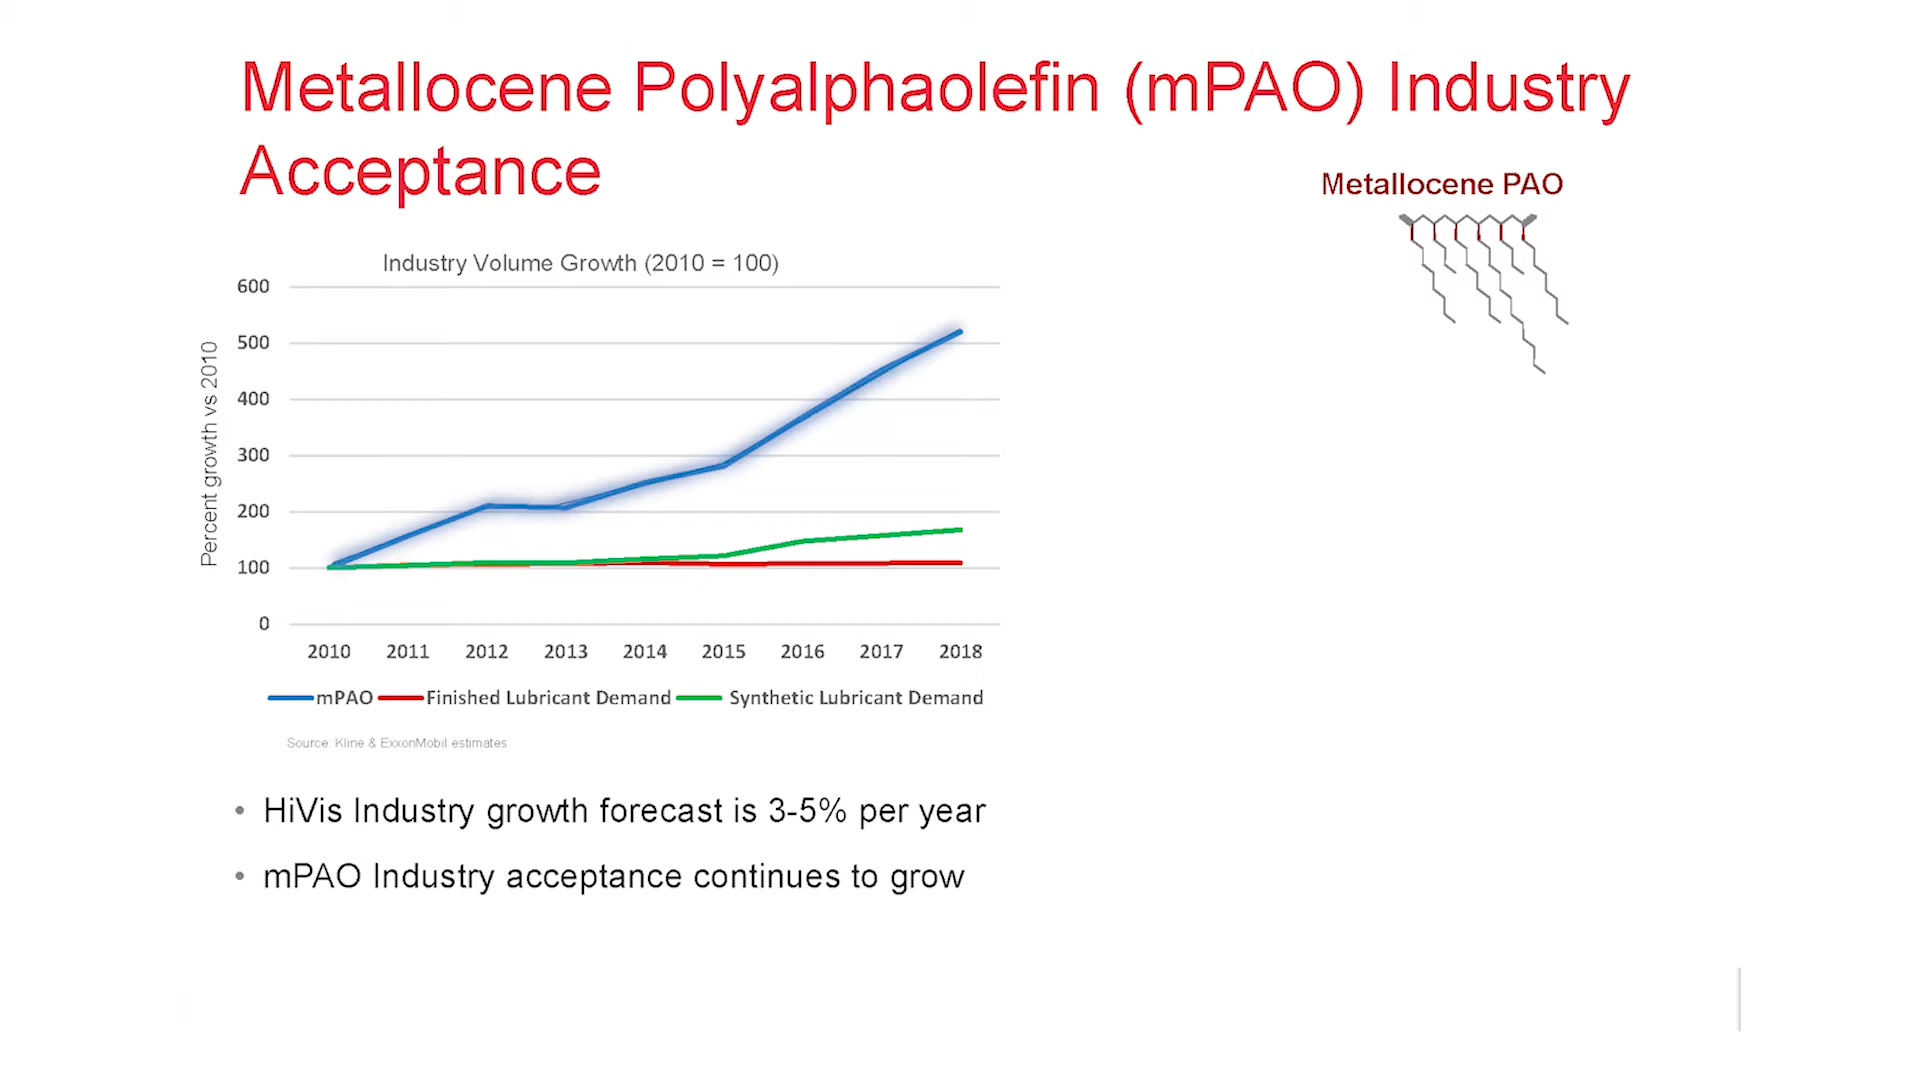 Metallocene Polyalphaolefin (mPAO) Industry
Acceptance
Metallocene PAO
Industry Volume Growth (2010 = 100)
Percent growth vs 2010
600
500
400
300
200
100
0
2010 2011 2012 2013 2014 2015 2016 2017 2018
mPAO Finished Lubricant Demand Synthetic Lubricant Demand
Source: Kline & ExxonMobil estimates
• HiVis Industry growth forecast is 3-5% per year
• mPAO Industry acceptance continues to grow